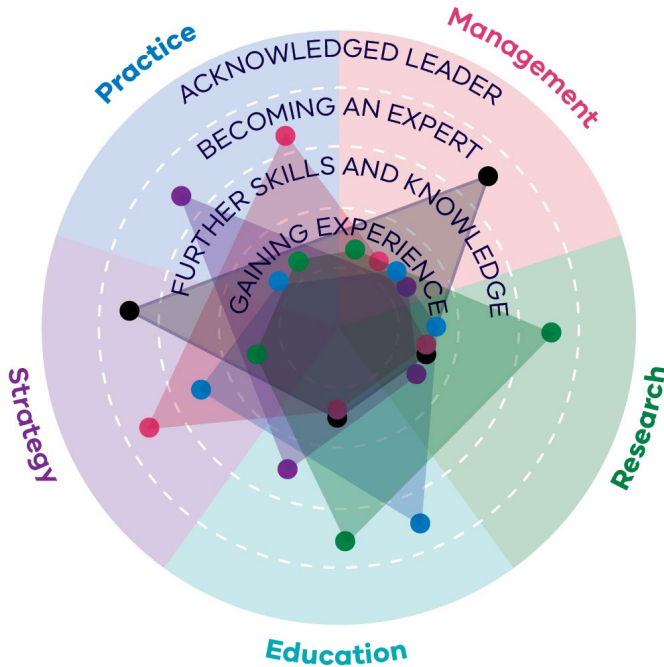 Practice
Management
ACKNOWLEDGED LEADER
BECOMING AN EXPERT
FURTHER SKILLS AND KNOWLEDGE
GAINING EXPERIENCE
Strategy
Research
Education